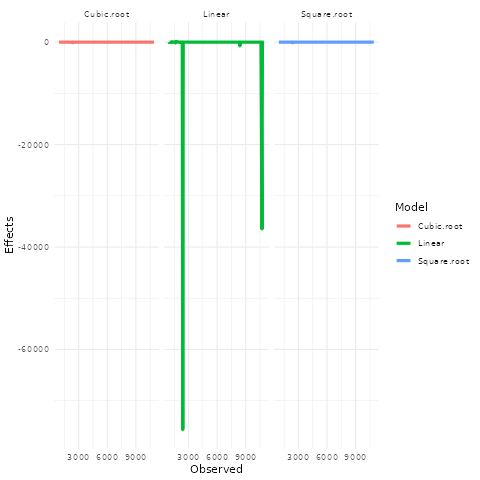 Cubic.root Linear Square.root
0
-20000
-40000
-60000
Effects
3000 6000 9000 3000 6000 9000 3000 6000 9000
Observed
Model
Cubic.root
Linear
Square.root